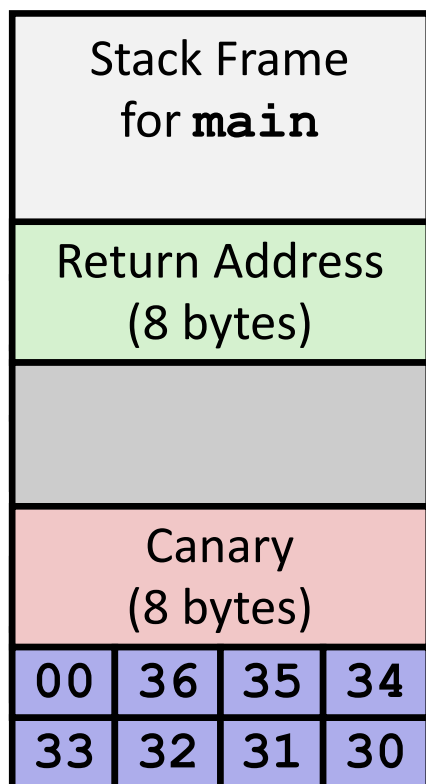 Stack Frame
for main
Return Address
(8 bytes)
Canary
(8 bytes)
00 36 35 34
33 32 31 30